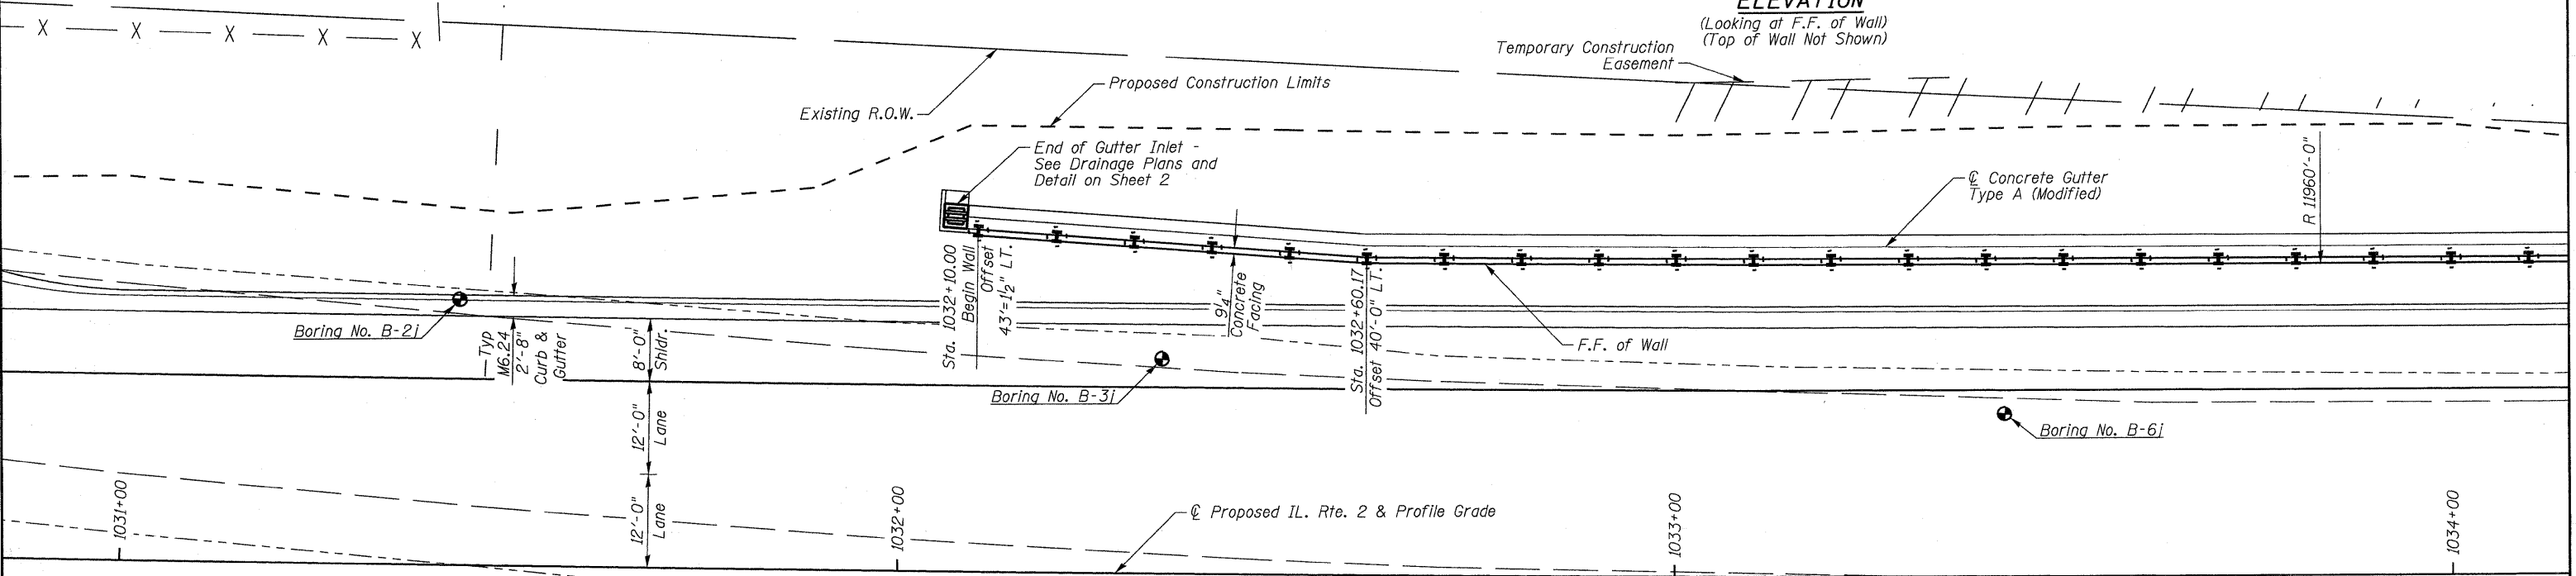 ELEVATION
(Looking at F.F. of Wall)
(Top of Wall Not Shown)
X X X X X
Temporary Construction
Easement
Proposed Construction Limits
Existing R.O.W.
End of Gutter Inlet -
See Drainage Plans and
Detail on Sheet 2
℄ Concrete Gutter
Type A (Modified)
R 11960'-0"
Boring No. B-2j
Typ
M6.24
2'-8"
Curb &
Gutter
8'-0"
Shldr.
Sta. 1032+10.00
Begin Wall
Offset
43'=1½" LT.
9¼"
Concrete
Facing
Sta. 1032+60.17
Offset 40'-0" LT.
F.F. of Wall
Boring No. B-3j
Boring No. B-6j
12'-0"
Lane
12'-0"
Lane
℄ Proposed IL. Rte. 2 & Profile Grade
1031+00
1032+00
1033+00
1034+00